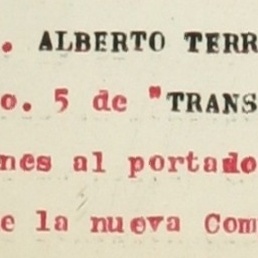 . ALBERTO TERR
o. 5 de "TRANS
nes al portado
e la nueva Com